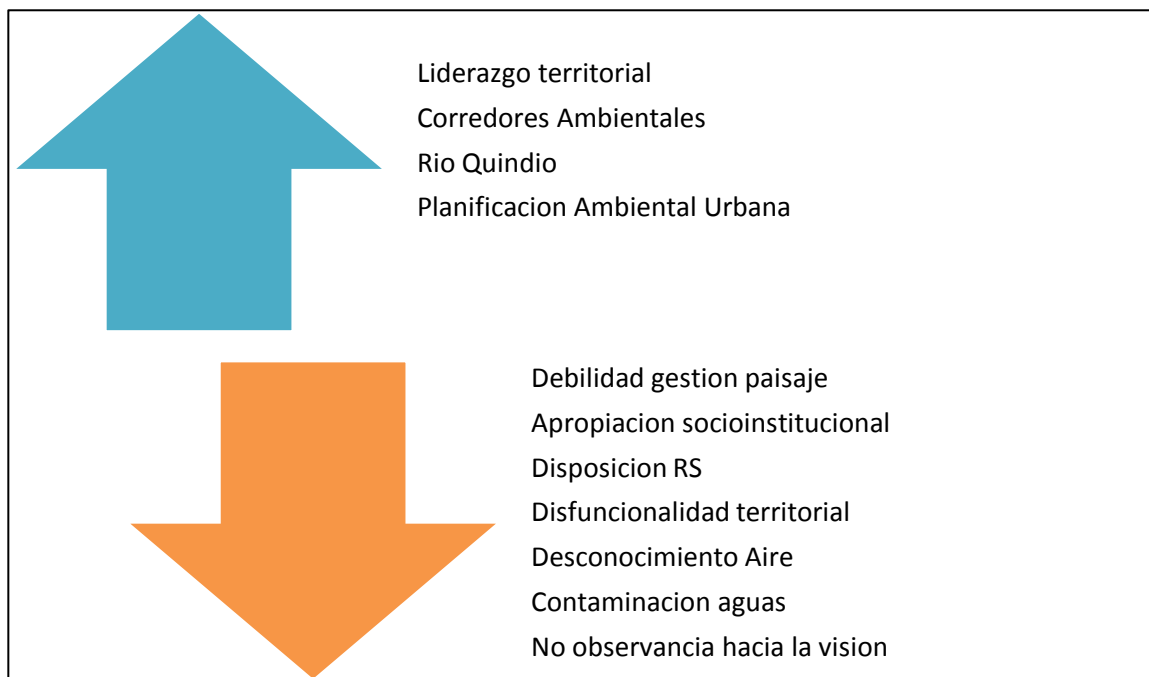 Liderazgo territorial
Corredores Ambientales
Rio Quindio
Planificacion Ambiental Urbana
Debilidad gestion paisaje
Apropiacion socioinstitucional
Disposicion RS
Disfuncionalidad territorial
Desconocimiento Aire
Contaminacion aguas
No observancia hacia la vision